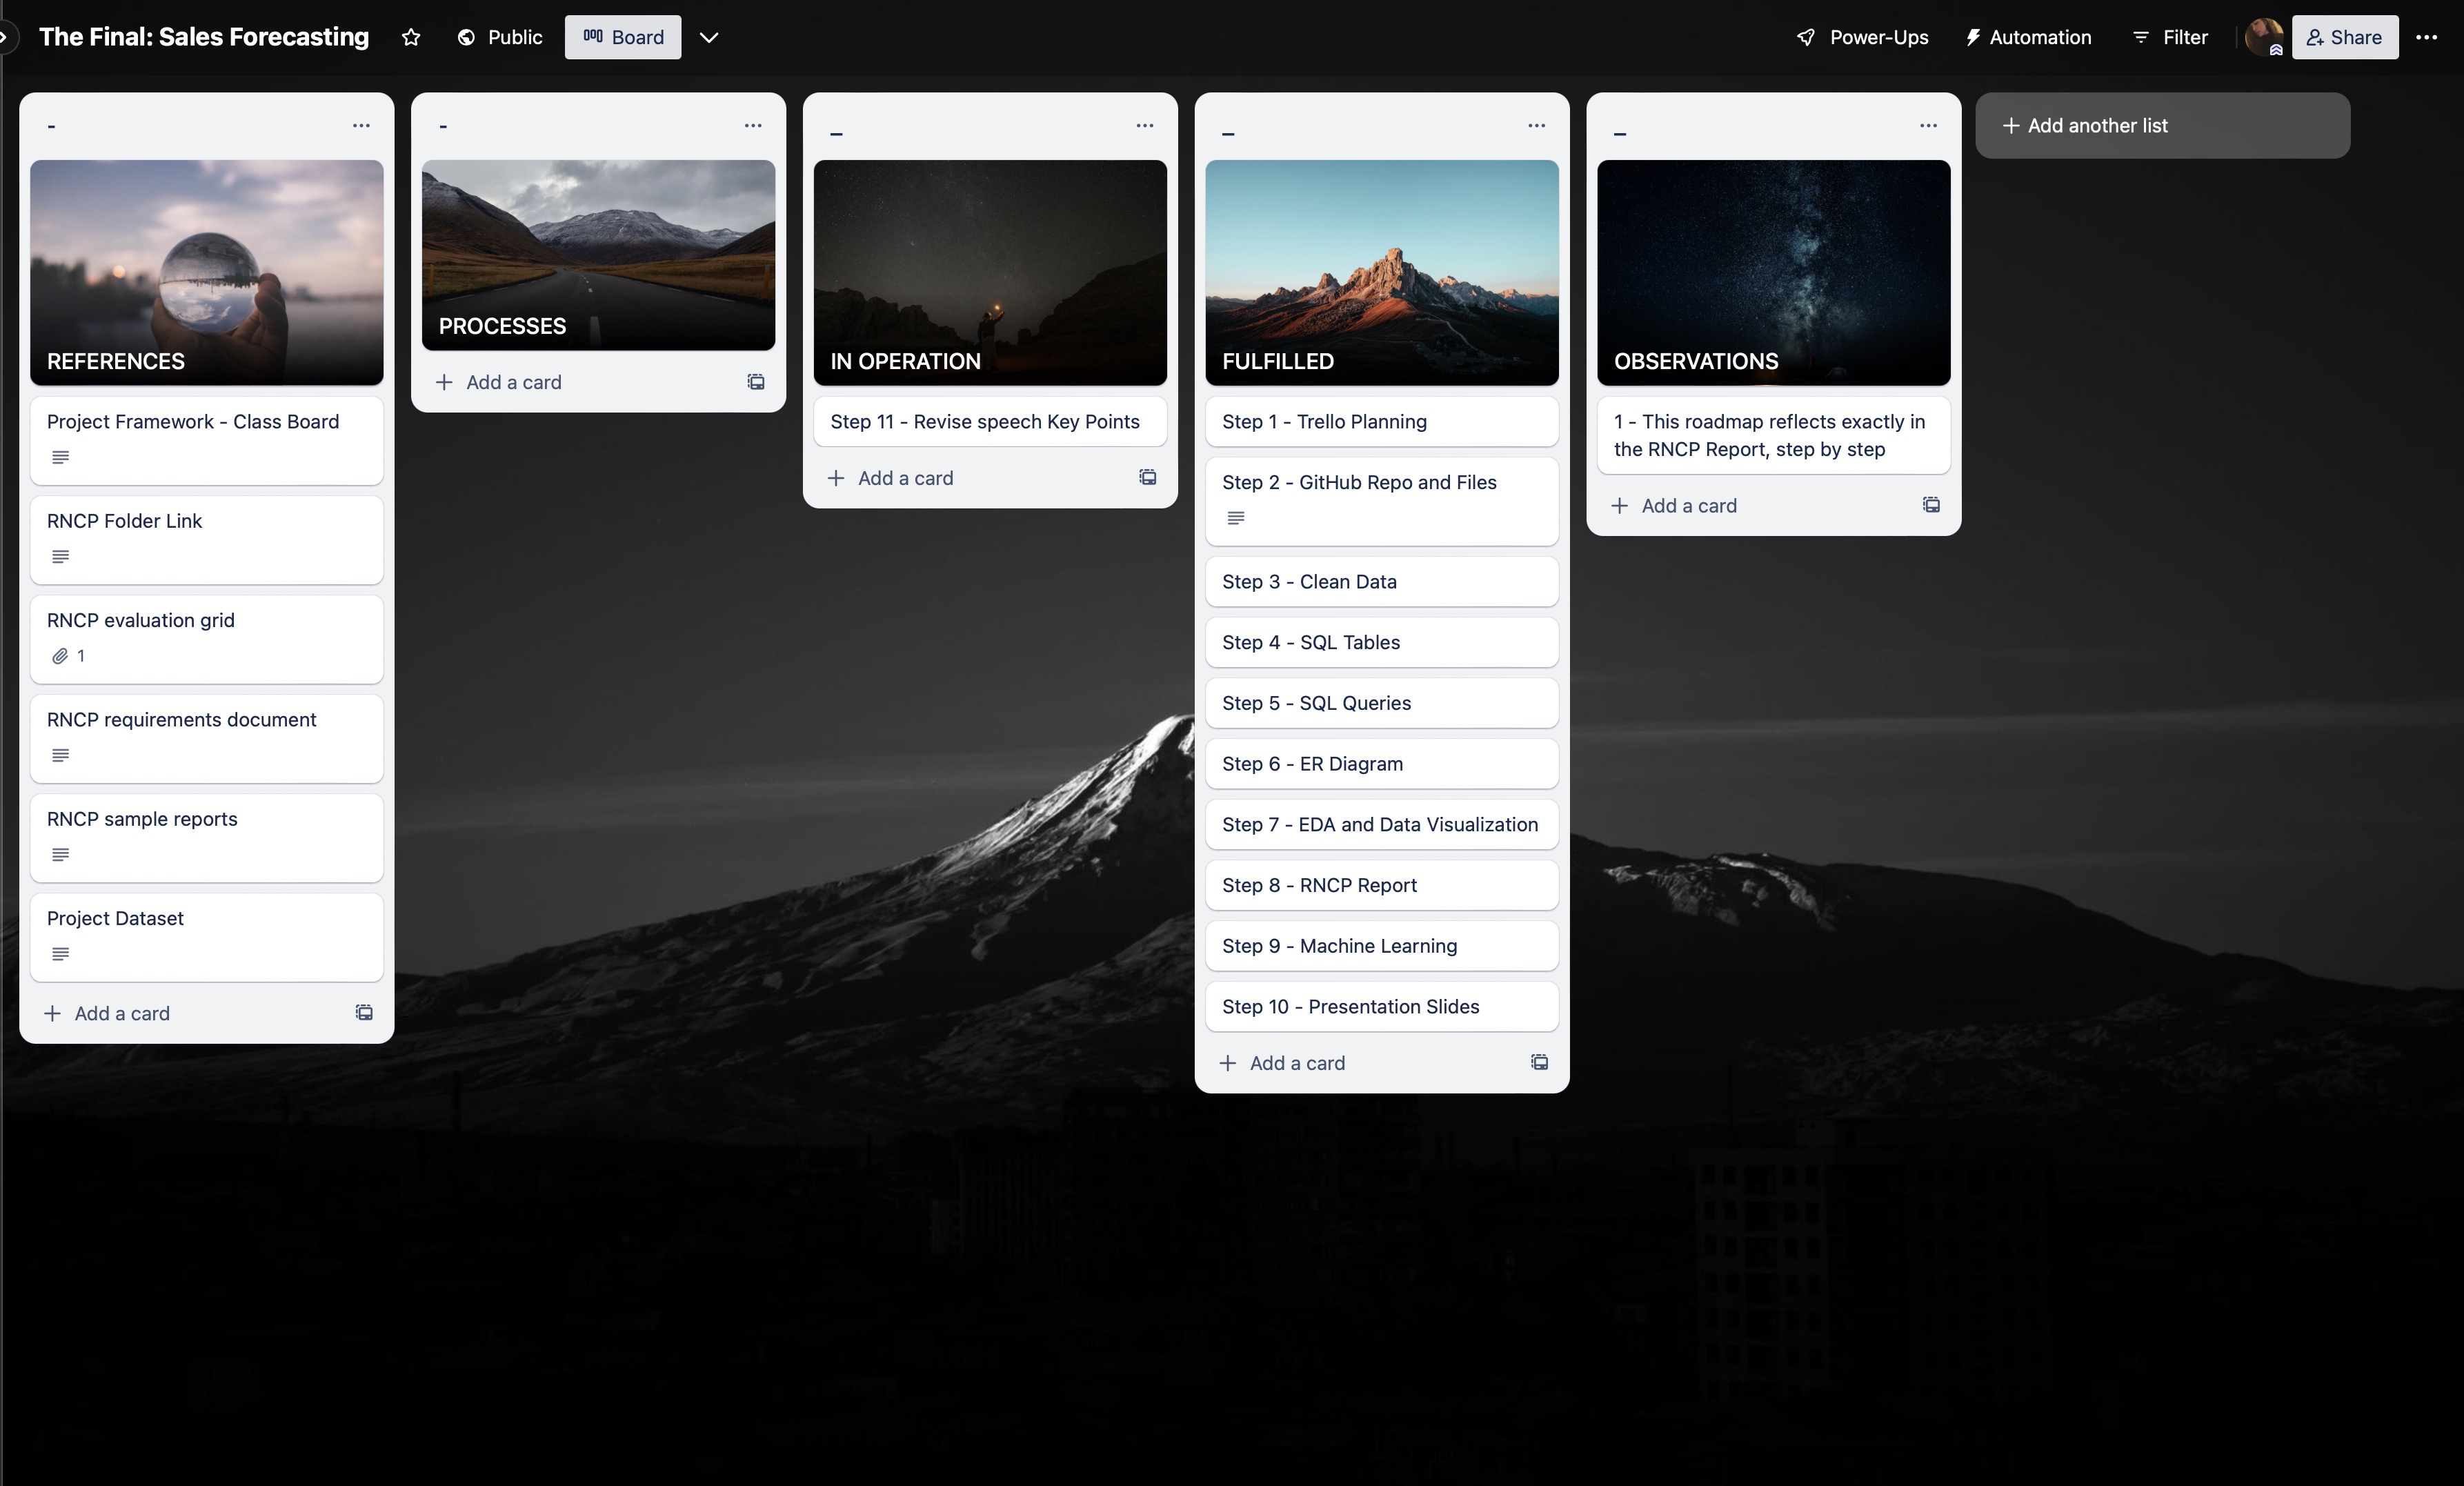 The Final: Sales Forecasting
Public
Board
Power-Ups
Automation
Filter
Share
-
REFERENCES
Project Framework - Class Board
RNCP Folder Link
RNCP evaluation grid
1
RNCP requirements document
RNCP sample reports
Project Dataset
Add a card
-
PROCESSES
Add a card
_
IN OPERATION
Step 11 - Revise speech Key Points
Add a card
_
FULFILLED
Step 1 - Trello Planning
Step 2 - GitHub Repo and Files
Step 3 - Clean Data
Step 4 - SQL Tables
Step 5 - SQL Queries
Step 6 - ER Diagram
Step 7 - EDA and Data Visualization
Step 8 - RNCP Report
Step 9 - Machine Learning
Step 10 - Presentation Slides
Add a card
_
OBSERVATIONS
1 - This roadmap reflects exactly in
the RNCP Report, step by step
Add a card
Add another list